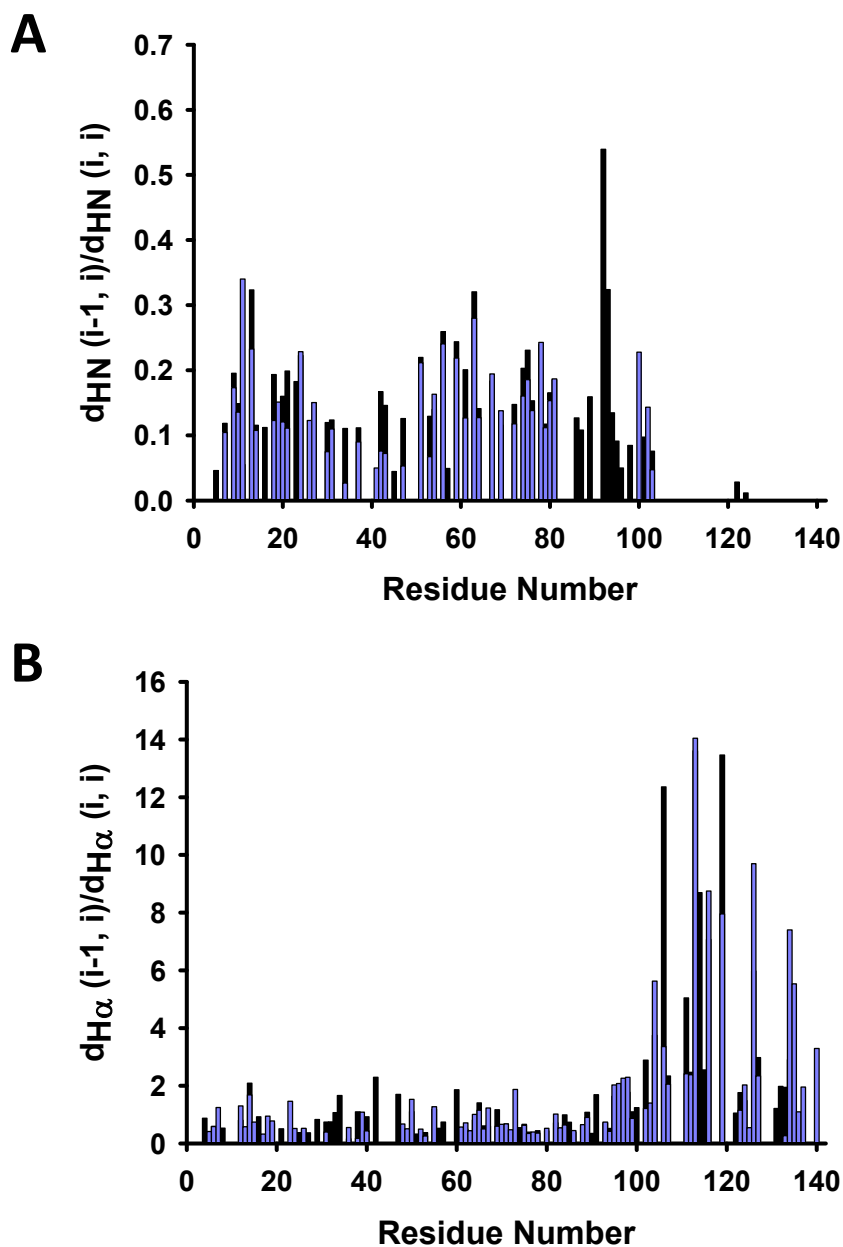 A
0.7
0.6
0.5
0.4
0.3
0.2
0.1
0.0
dHN (i-1, i)/dHN (i, i)
0 20 40 60 80 100 120 140
Residue Number
B
16
14
12
10
8
6
4
2
0
dHα (i-1, i)/dHα (i, i)
0 20 40 60 80 100 120 140
Residue Number